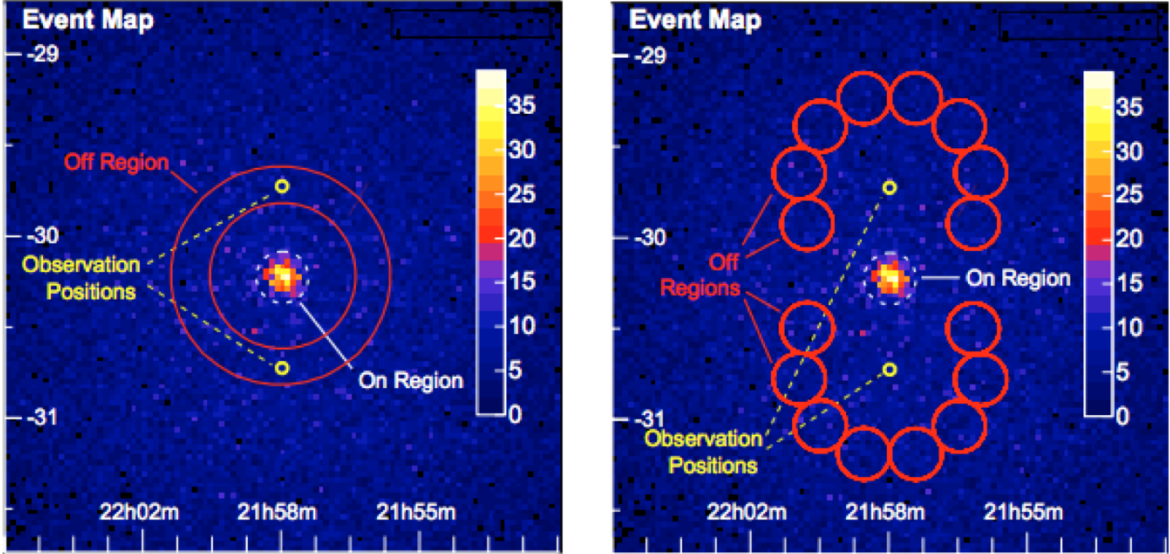 Event Map
-29
35
30
Off Region
25
20
-30
15
Observation
Positions
10
5
On Region
0
-31
22h02m 21h58m 21h55m
Event Map
-29
35
30
25
20
-30
Off
Regions
On Region
15
10
5
0
-31
Observation
Positions
22h02m 21h58m 21h55m